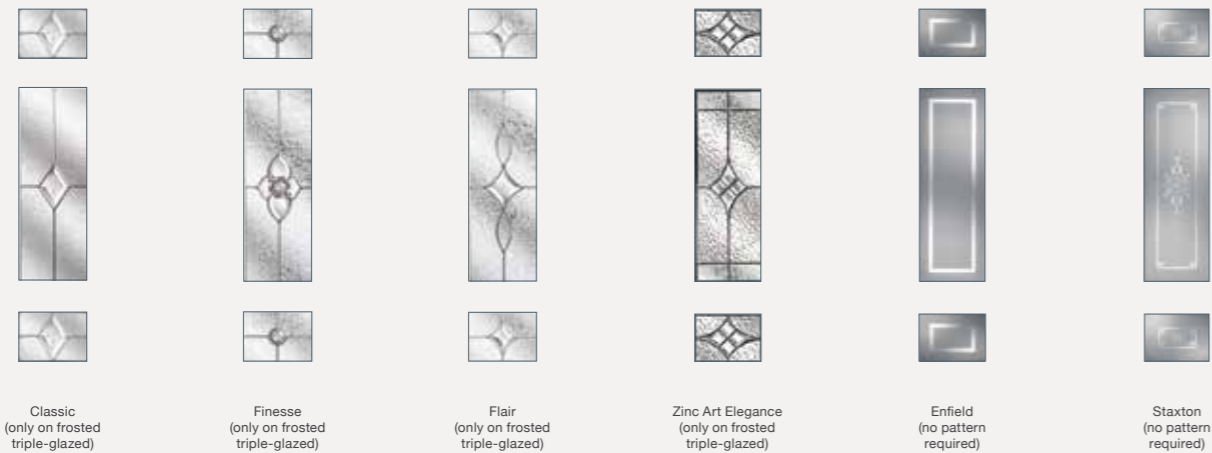 Classic
(only on frosted
triple-glazed)
Finesse
(only on frosted
triple-glazed)
Flair
(only on frosted
triple-glazed)
Zinc Art Elegance
(only on frosted
triple-glazed)
Enfield
(no pattern
required)
Staxton
(no pattern
required)